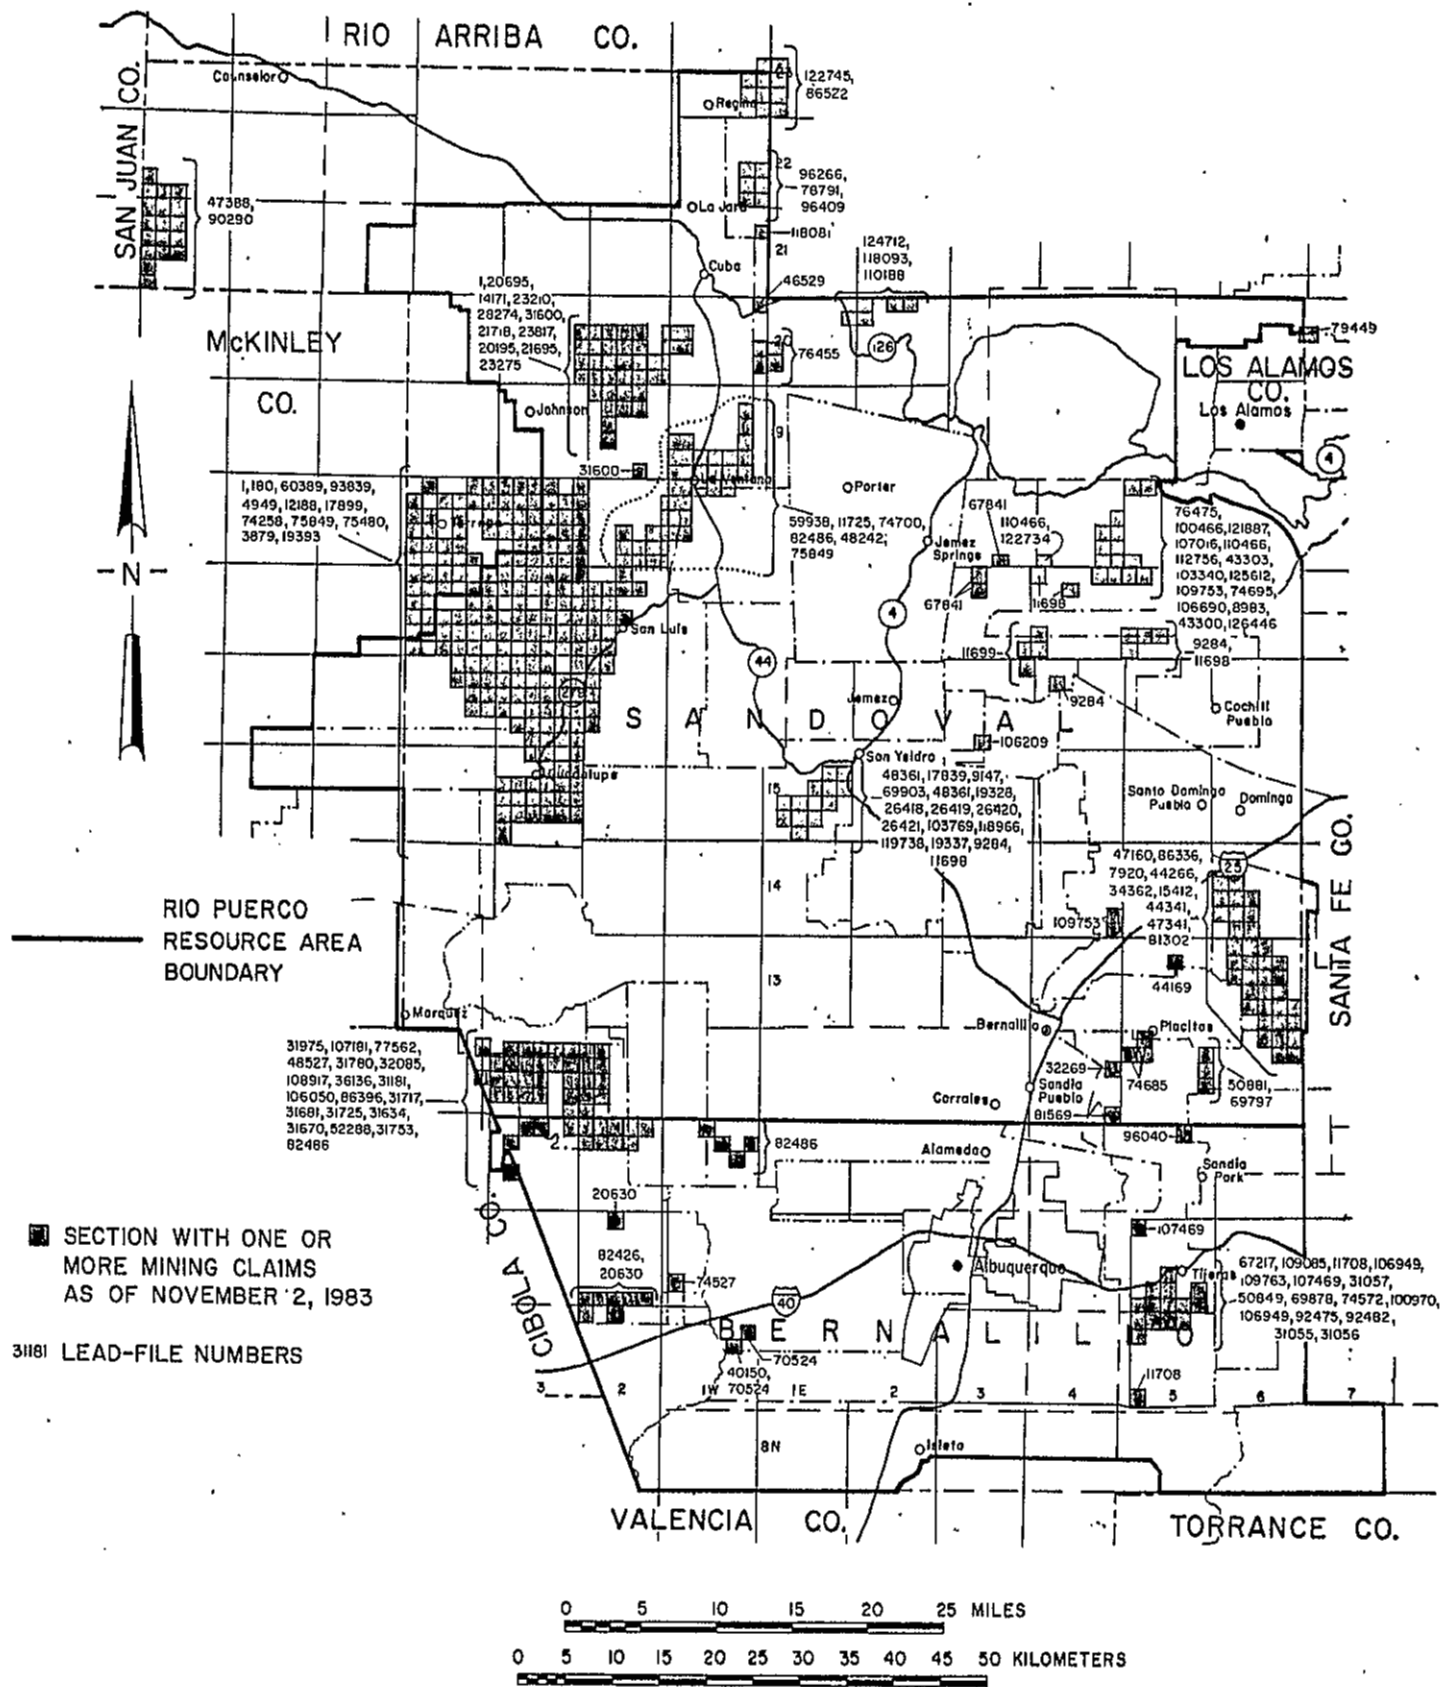 RIO ARRIBA CO.
SAN JUAN CO.
Counselor
122745,
86522
Regina
22
96266,
78791,
96409
47388,
90290
La Jara
118081
21
124712,
118093,
110188
Cuba
46529
1,20695,
14171,23210,
28274,31600,
21718,23817,
20195,21695,
23275
79449
McKINLEY
CO.
20
76455
126
LOS ALAMOS
CO.
Los Alamos
Johnson
9
4
31600
La Ventana
1,180, 60389, 93839,
4949, 12188, 17899,
74258, 75849, 75480,
3879, 19393
Porter
67841
59938, 11725, 74700,
82486, 48242,
75849
110466,
122734
76475,
100466,121887,
107016,110466,
112756, 43303,
103340,125612,
109753, 74695,
106690, 8983,
43300,126446
Jemez
Springs
N
67841
11698
4
San Luis
11699
9284,
11698
44
279
Jemez
9284
Cochiti
Pueblo
SANDOVAL
106209
San Ysidro
Guadalupe
15
48361,17839,9147,
69903, 48361,19328,
26418, 26419, 26420,
26421,103769,118966,
119738,19337, 9284,
11698
Santo Domingo
Pueblo
Domingo
47160,86336,
7920, 44266,
34362,15412,
44341,
47341,
81302
25
SANTA FE CO.
14
RIO PUERCO
RESOURCE AREA
BOUNDARY
109753
13
44169
Marquez
Bernalillo
Placitas
31975, 107181, 77562,
48527, 31780, 32085,
108917, 36136, 31181,
106050, 86396, 31717,
31681, 31725, 31634,
31670, 52288, 31753,
82486
32269
74685
50881,
69797
Sandia
Pueblo
Corrales
81569
96040
2
82486
Alameda
Sandia
Park
20630
SECTION WITH ONE OR
MORE MINING CLAIMS
AS OF NOVEMBER 2, 1983
107469
CIBOLA CO.
82426,
20630
74527
Albuquerque
Tijeras
67217, 109085, 11708, 106949,
109763, 107469, 31057,
50849, 69878, 74572, 100970,
106949, 92475, 92482,
31055, 31056
40
BERNALILLO
31181 LEAD-FILE NUMBERS
70524
40150,
70524
11708
3 2 1W 1E 2 3 4 5 6 7
8N
Isleta
VALENCIA CO.
TORRANCE CO.
0 5 10 15 20 25 MILES
0 5 10 15 20 25 30 35 40 45 50 KILOMETERS